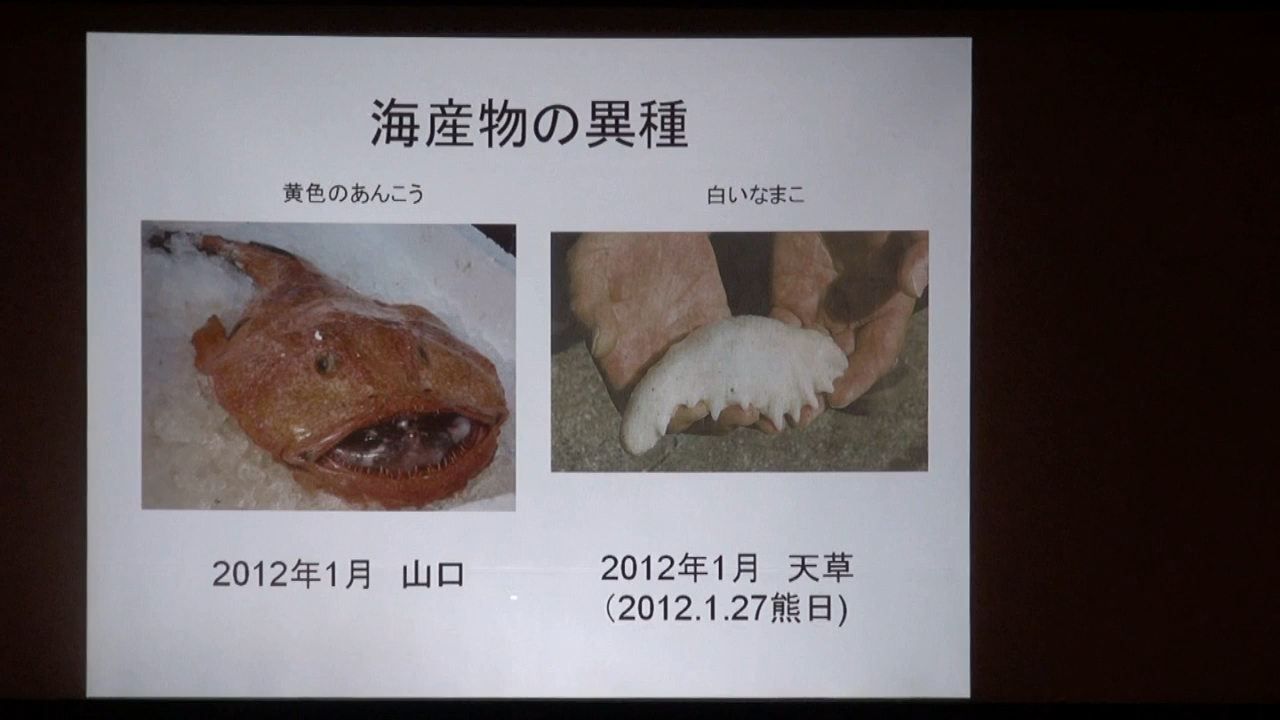 海産物の異種
黄色のあんこう
白いなまこ
2012年1月 山口
2012年1月 天草
(2012.1.27熊日)